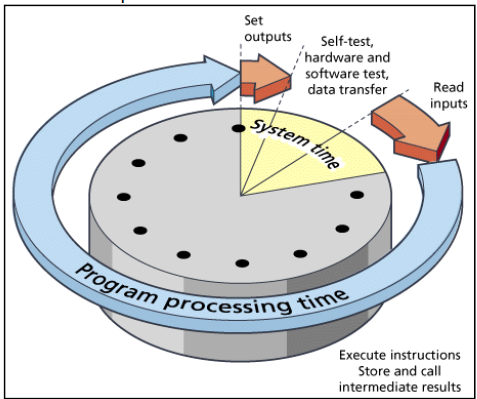 Set
outputs
Self-test,
hardware and
software test,
data transfer
Read
inputs
System time
Program processing time
Execute instructions
Store and call
intermediate results